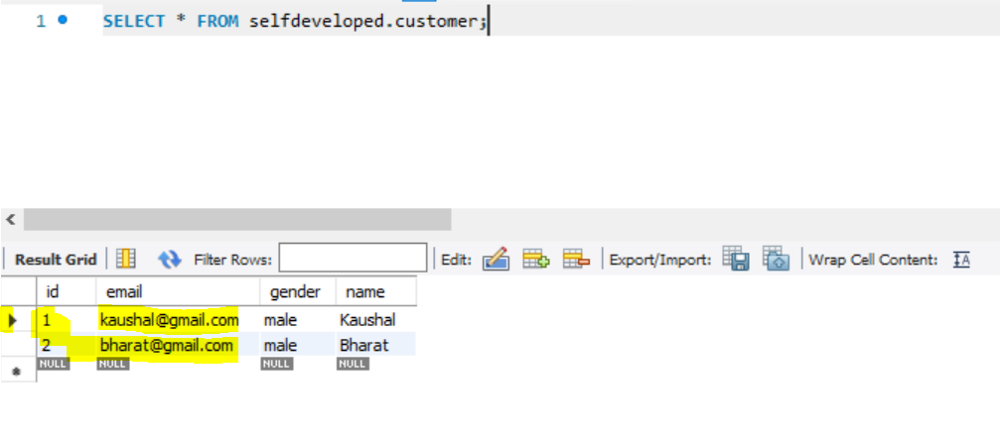 1 SELECT * FROM selfdeveloped.customer;
Result Grid Filter Rows: Edit: Export/Import: Wrap Cell Content: IA
id email gender name
1 kaushal@gmail.com male Kaushal
2 bharat@gmail.com male Bharat
NULL NULL NULL NULL